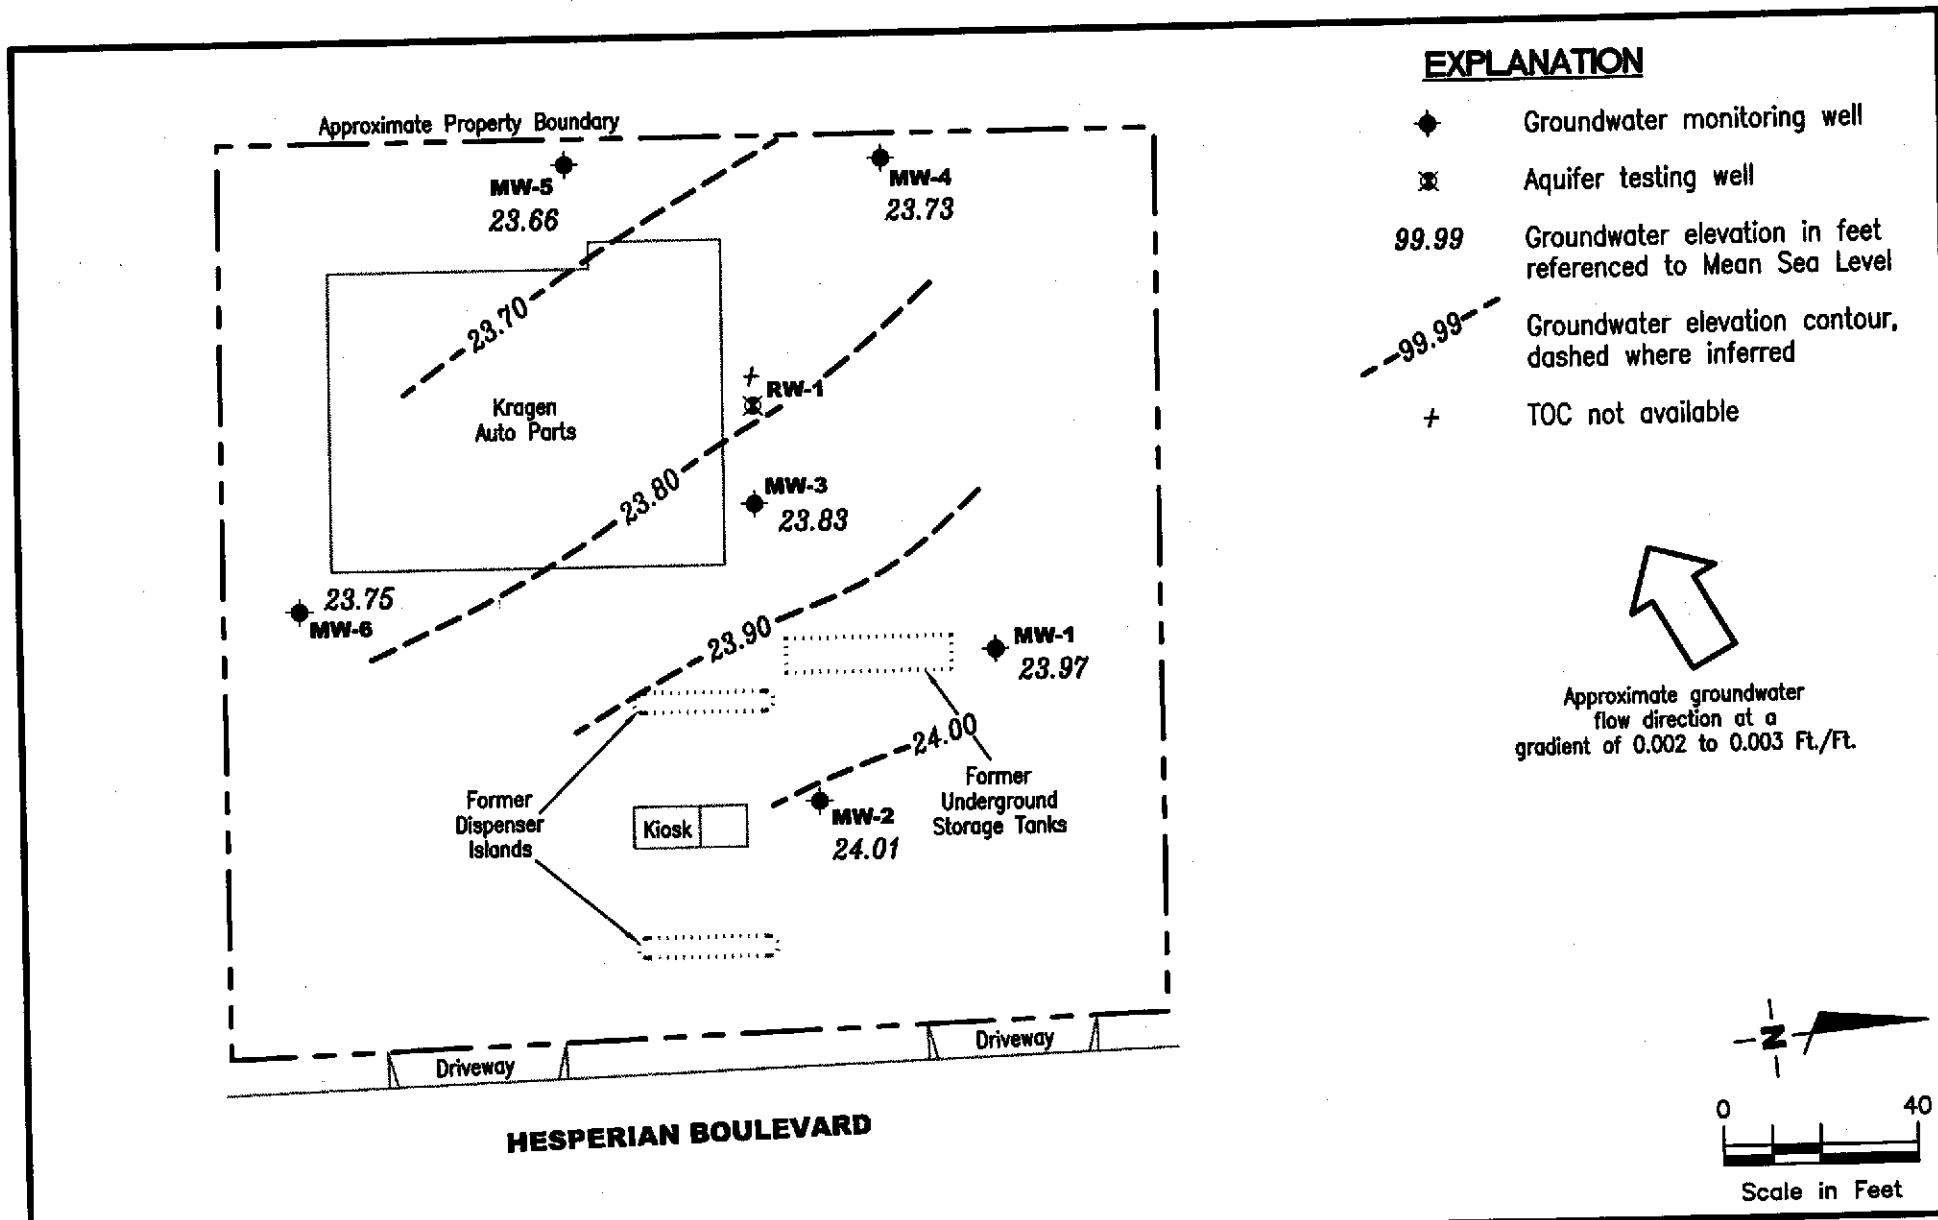 Approximate Property Boundary
MW-5
23.66
MW-4
23.73
23.70
Kragen
Auto Parts
+
RW-1
23.80
MW-3
23.83
23.75
MW-6
23.90
MW-1
23.97
24.00
Former
Underground
Storage Tanks
Former
Dispenser
Islands
Kiosk
MW-2
24.01
Driveway
Driveway
HESPERIAN BOULEVARD
EXPLANATION
Groundwater monitoring well
Aquifer testing well
99.99 Groundwater elevation in feet
referenced to Mean Sea Level
99.99 Groundwater elevation contour,
dashed where inferred
+ TOC not available
Approximate groundwater
flow direction at a
gradient of 0.002 to 0.003 Ft./Ft.
N
0 40
Scale in Feet